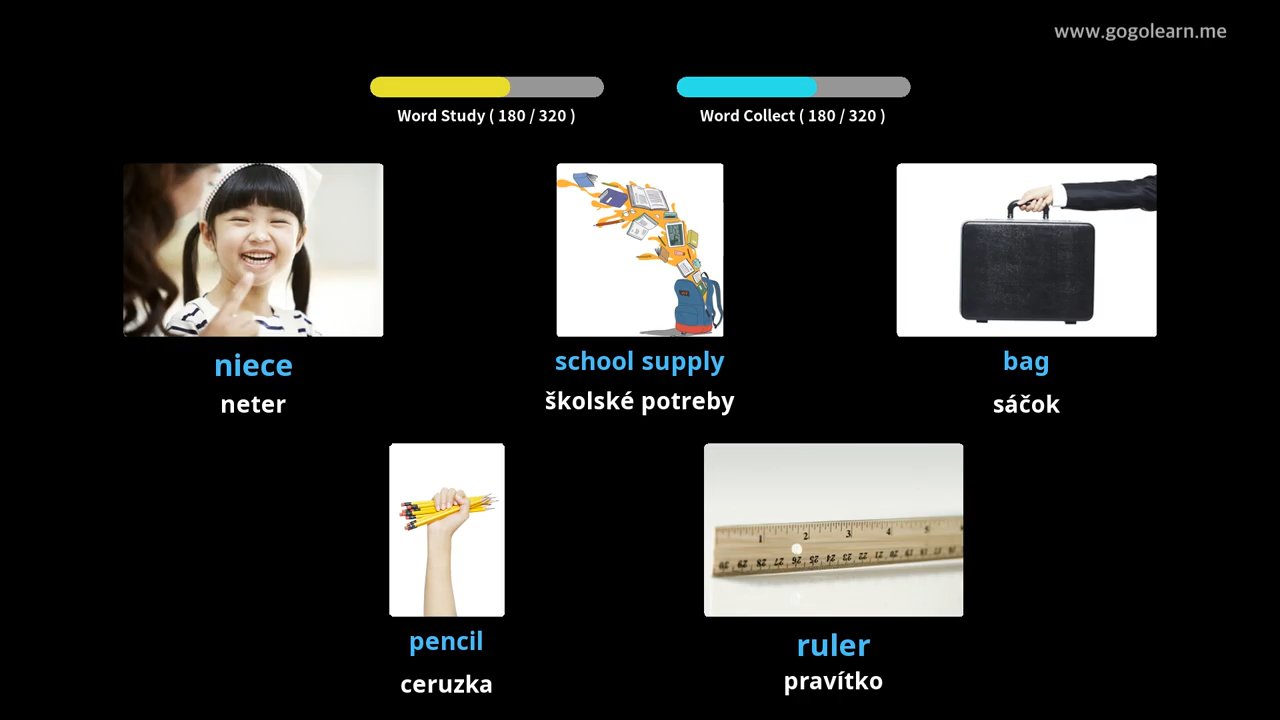 www.gogolearn.me
Word Study ( 180 / 320 )
Word Collect ( 180 / 320 )
niece
neter
school supply
školské potreby
bag
sáčok
pencil
ceruzka
ruler
pravítko